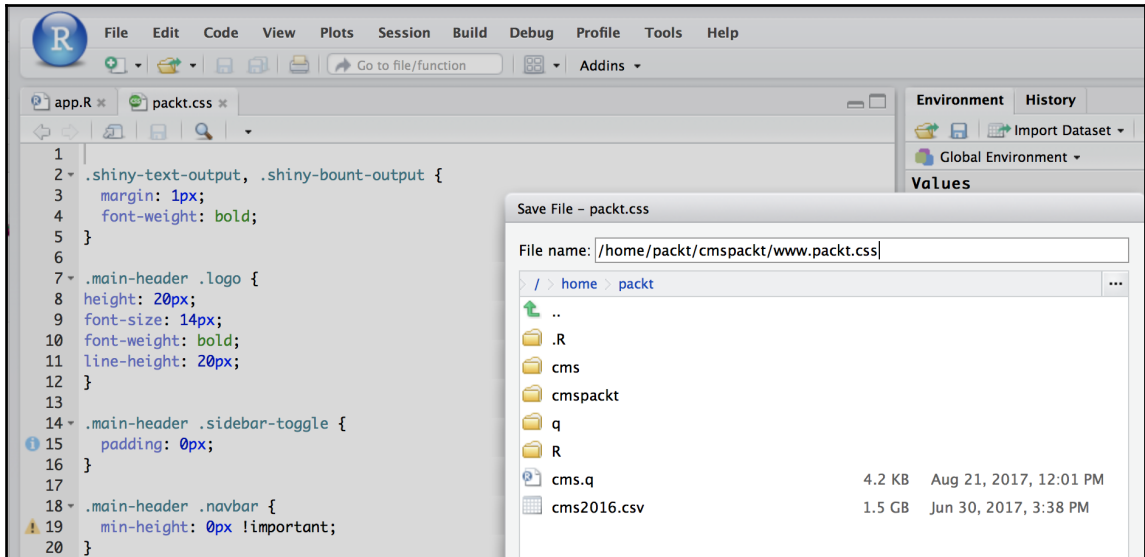 R
File Edit Code View Plots Session Build Debug Profile Tools Help
Go to file/function Addins
app.R packt.css
Environment History
Import Dataset
Global Environment
Values
1
2 .shiny-text-output, .shiny-bount-output {
3 margin: 1px;
4 font-weight: bold;
5 }
6
7 .main-header .logo {
8 height: 20px;
9 font-size: 14px;
10 font-weight: bold;
11 line-height: 20px;
12 }
13
14 .main-header .sidebar-toggle {
15 padding: 0px;
16 }
17
18 .main-header .navbar {
19 min-height: 0px !important;
20 }
Save File - packt.css
File name: /home/packt/cmspackt/www.packt.css
/ home packt ...
..
.R
cms
cmspackt
q
R
cms.q 4.2 KB Aug 21, 2017, 12:01 PM
cms2016.csv 1.5 GB Jun 30, 2017, 3:38 PM